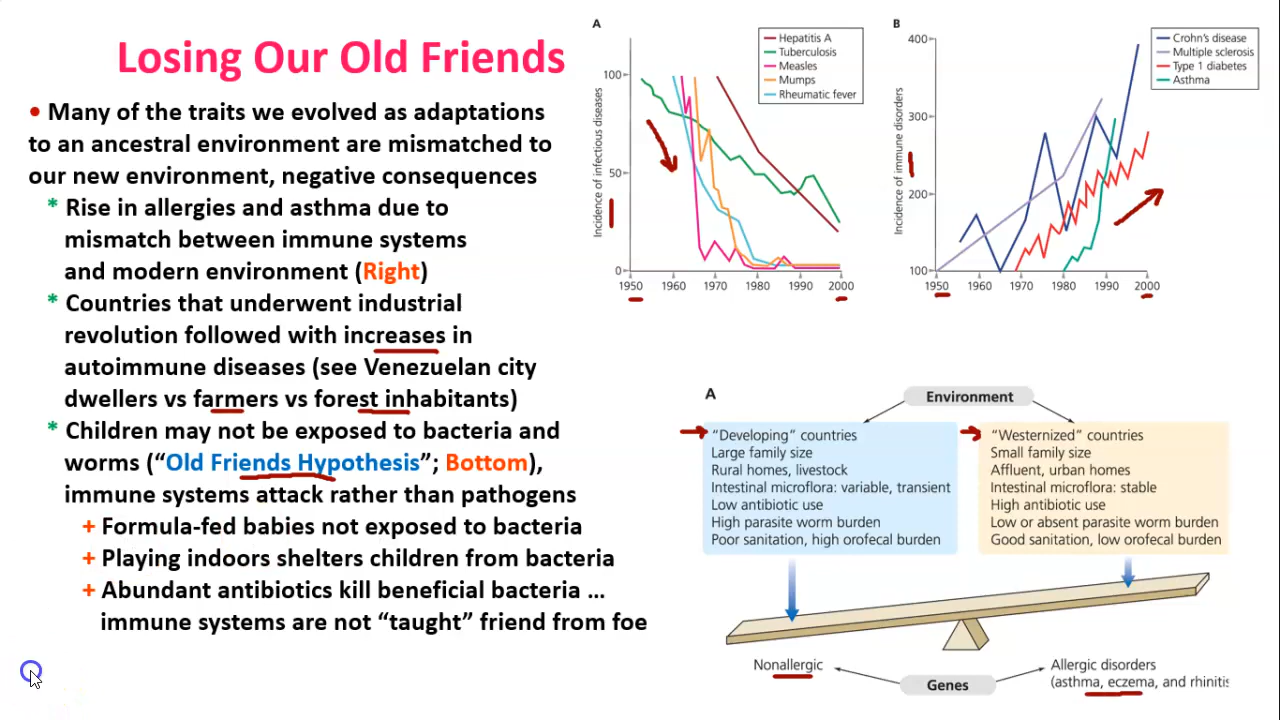 Losing Our Old Friends
• Many of the traits we evolved as adaptations
to an ancestral environment are mismatched to
our new environment, negative consequences
* Rise in allergies and asthma due to
mismatch between immune systems
and modern environment (Right)
* Countries that underwent industrial
revolution followed with increases in
autoimmune diseases (see Venezuelan city
dwellers vs farmers vs forest inhabitants)
* Children may not be exposed to bacteria and
worms (“Old Friends Hypothesis”; Bottom),
immune systems attack rather than pathogens
+ Formula-fed babies not exposed to bacteria
+ Playing indoors shelters children from bacteria
+ Abundant antibiotics kill beneficial bacteria ...
immune systems are not “taught” friend from foe
A
Incidence of infectious diseases
100
50
0
1950 1960 1970 1980 1990 2000
Hepatitis A
Tuberculosis
Measles
Mumps
Rheumatic fever
B
Incidence of immune disorders
400
300
200
100
1950 1960 1970 1980 1990 2000
Crohn's disease
Multiple sclerosis
Type 1 diabetes
Asthma
A
Environment
“Developing” countries
Large family size
Rural homes, livestock
Intestinal microflora: variable, transient
Low antibiotic use
High parasite worm burden
Poor sanitation, high orofecal burden
“Westernized” countries
Small family size
Affluent, urban homes
Intestinal microflora: stable
High antibiotic use
Low or absent parasite worm burden
Good sanitation, low orofecal burden
Nonallergic
Genes
Allergic disorders
(asthma, eczema, and rhinitis